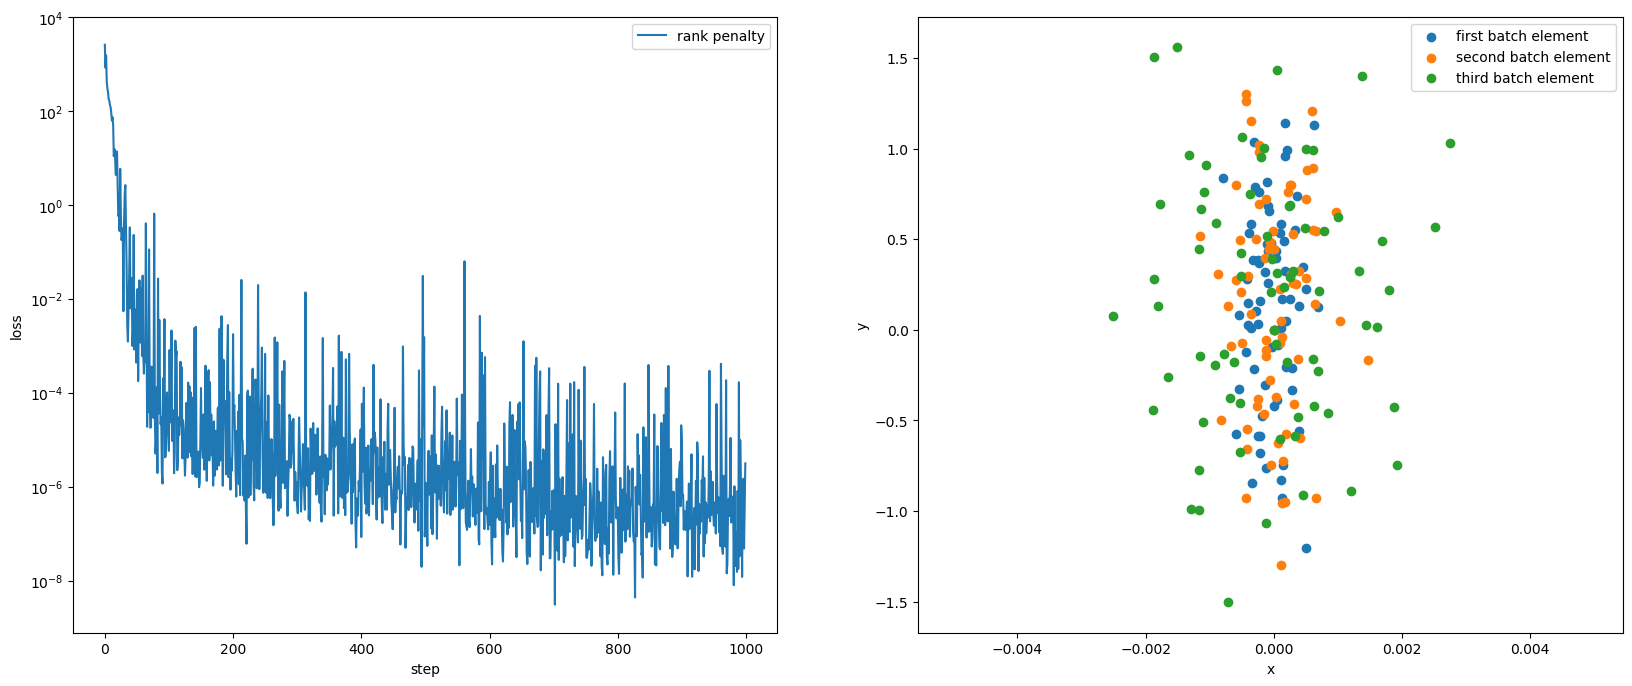 10^4
10^2
10^0
10^−2
10^−4
10^−6
10^−8
loss
0 200 400 600 800 1000
step
rank penalty
1.5
1.0
0.5
0.0
−0.5
−1.0
−1.5
y
−0.004 −0.002 0.000 0.002 0.004
x
first batch element
second batch element
third batch element